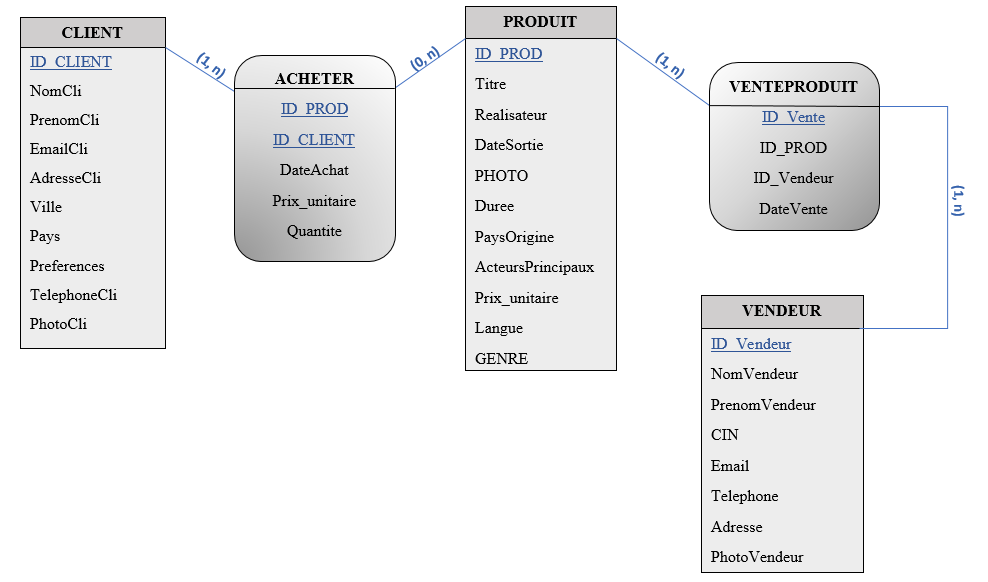 CLIENT
ID_CLIENT
NomCli
PrenomCli
EmailCli
AdresseCli
Ville
Pays
Preferences
TelephoneCli
PhotoCli
(1, n)
ACHETER
ID_PROD
ID_CLIENT
DateAchat
Prix_unitaire
Quantite
(0, n)
PRODUIT
ID_PROD
Titre
Realisateur
DateSortie
PHOTO
Duree
PaysOrigine
ActeursPrincipaux
Prix_unitaire
Langue
GENRE
(1, n)
VENTEPRODUIT
ID_Vente
ID_PROD
ID_Vendeur
DateVente
(1, n)
VENDEUR
ID_Vendeur
NomVendeur
PrenomVendeur
CIN
Email
Telephone
Adresse
PhotoVendeur